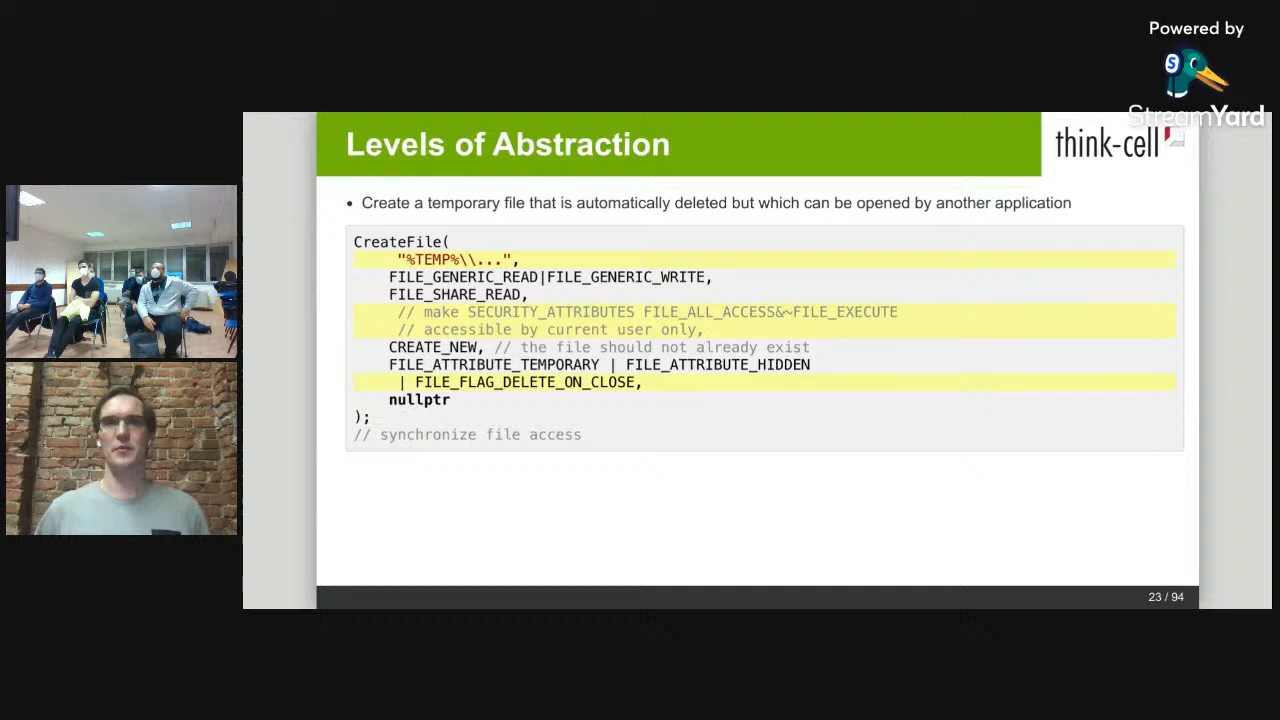 Powered by
StreamYard
Levels of Abstraction
think-cell
• Create a temporary file that is automatically deleted but which can be opened by another application
CreateFile(
"%TEMP%\\...",
FILE_GENERIC_READ|FILE_GENERIC_WRITE,
FILE_SHARE_READ,
// make SECURITY_ATTRIBUTES FILE_ALL_ACCESS&~FILE_EXECUTE
// accessible by current user only,
CREATE_NEW, // the file should not already exist
FILE_ATTRIBUTE_TEMPORARY | FILE_ATTRIBUTE_HIDDEN
| FILE_FLAG_DELETE_ON_CLOSE,
nullptr
);
// synchronize file access
23 / 94